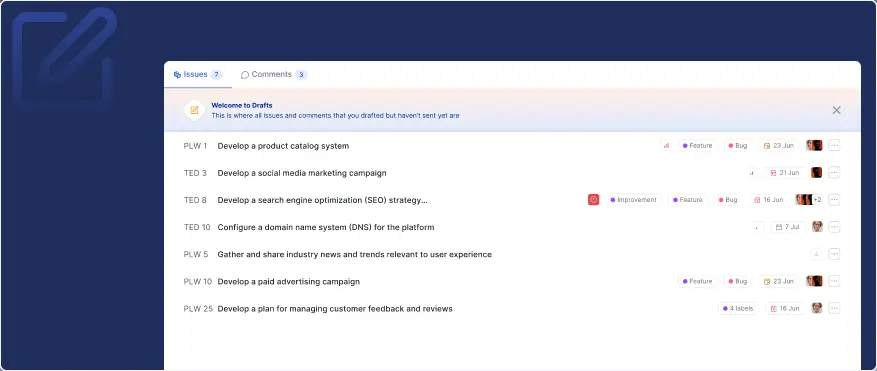 Issues 7 Comments 3
Welcome to Drafts
This is where all issues and comments that you drafted but haven't sent yet are
PLW 1 Develop a product catalog system Feature Bug 23 Jun
TED 3 Develop a social media marketing campaign 21 Jun
TED 8 Develop a search engine optimization (SEO) strategy... Improvement Feature Bug 16 Jun +2
TED 10 Configure a domain name system (DNS) for the platform 7 Jul
PLW 5 Gather and share industry news and trends relevant to user experience
PLW 10 Develop a paid advertising campaign Feature Bug 23 Jun
PLW 25 Develop a plan for managing customer feedback and reviews 4 labels 16 Jun